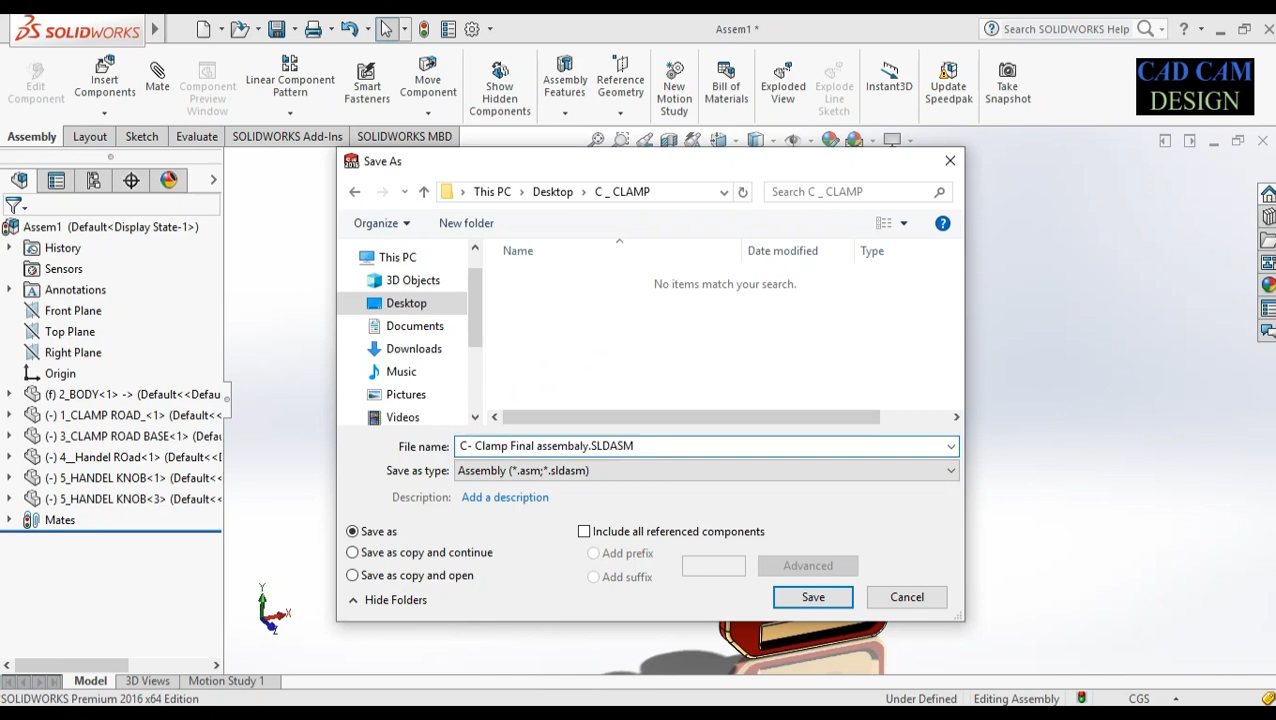 SOLIDWORKS
Assem1 *
Search SOLIDWORKS Help
Edit Component
Insert Components
Mate
Component Preview Window
Linear Component Pattern
Smart Fasteners
Move Component
Show Hidden Components
Assembly Features
Reference Geometry
New Motion Study
Bill of Materials
Exploded View
Explode Line Sketch
Instant3D
Update Speedpak
Take Snapshot
CAD CAM
DESIGN
Assembly
Layout
Sketch
Evaluate
SOLIDWORKS Add-Ins
SOLIDWORKS MBD
Save As
This PC > Desktop > C _ CLAMP
Search C _ CLAMP
Organize
New folder
Assem1 (Default<Display State-1>)
History
Sensors
Annotations
Front Plane
Top Plane
Right Plane
Origin
(f) 2_BODY<1> -> (Default<<Defau
(-) 1_CLAMP ROAD_<1> (Default<<
(-) 3_CLAMP ROAD BASE<1> (Defau
(-) 4__Handel ROad<1> (Default<<
(-) 5_HANDEL KNOB<1> (Default<<
(-) 5_HANDEL KNOB<3> (Default<<
Mates
This PC
3D Objects
Desktop
Documents
Downloads
Music
Pictures
Videos
Name
Date modified
Type
No items match your search.
File name: C- Clamp Final assembaly.SLDASM
Save as type: Assembly (*.asm;*.sldasm)
Description: Add a description
Save as
Save as copy and continue
Save as copy and open
Include all referenced components
Add prefix
Add suffix
Advanced
Hide Folders
Save
Cancel
Y
X
Z
Model
3D Views
Motion Study 1
SOLIDWORKS Premium 2016 x64 Edition
Under Defined
Editing Assembly
CGS